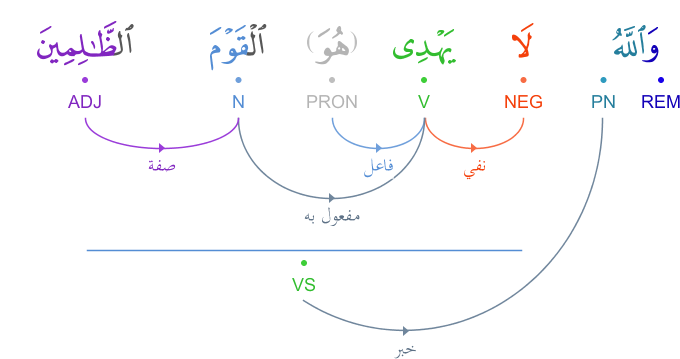 وَٱللَّهُ لَا يَهْدِى (هُوَ) ٱلْقَوْمَ ٱلظَّـٰلِمِينَ
REM PN NEG V PRON N ADJ
صفة فاعل نفي
مفعول به
VS
خبر